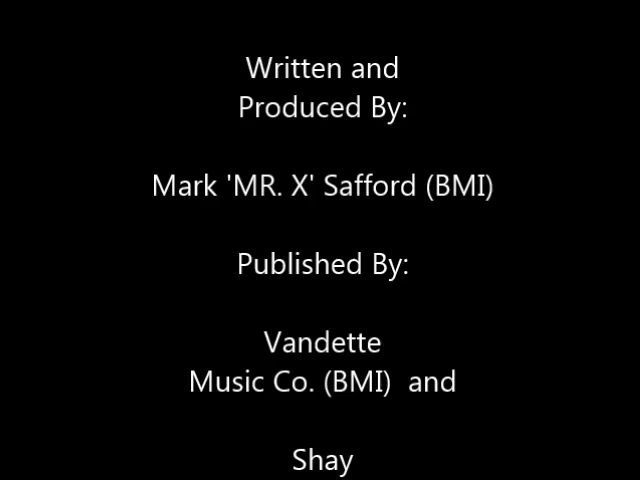 Written and
Produced By:
Mark 'MR. X' Safford (BMI)
Published By:
Vandette
Music Co. (BMI)  and
Shay